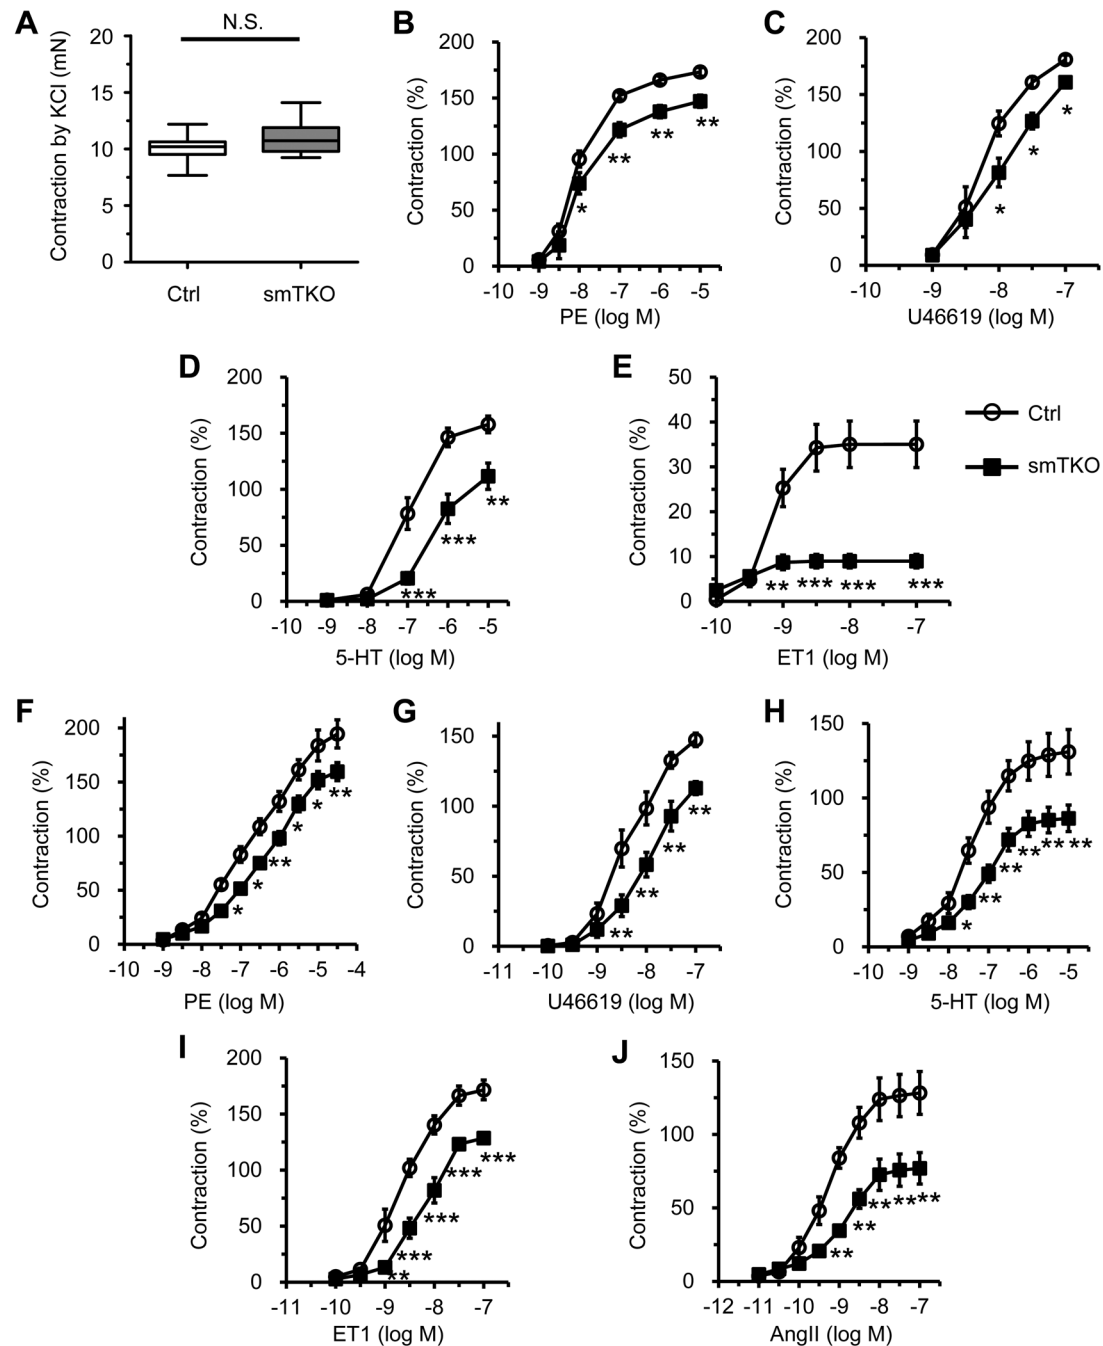 A
N.S.
Contraction by KCl (mN)
20
15
10
5
0
Ctrl smTKO
B
Contraction (%)
200
150
100
50
0
**
**
**
*
-10 -9 -8 -7 -6 -5
PE (log M)
C
Contraction (%)
200
150
100
50
0
*
*
*
-10 -9 -8 -7
U46619 (log M)
D
Contraction (%)
200
150
100
50
0
**
***
***
-10 -9 -8 -7 -6 -5
5-HT (log M)
E
Contraction (%)
50
40
30
20
10
0
** *** *** ***
-10 -9 -8 -7
ET1 (log M)
Ctrl
smTKO
F
Contraction (%)
200
150
100
50
0
**
*
*
**
*
*
-10 -9 -8 -7 -6 -5 -4
PE (log M)
G
Contraction (%)
150
100
50
0
**
**
**
**
-11 -10 -9 -8 -7
U46619 (log M)
H
Contraction (%)
150
100
50
0
** ** **
**
**
*
-10 -9 -8 -7 -6 -5
5-HT (log M)
I
Contraction (%)
200
150
100
50
0
***
***
***
***
**
-11 -10 -9 -8 -7
ET1 (log M)
J
Contraction (%)
150
100
50
0
** ** **
**
**
-12 -11 -10 -9 -8 -7
AngII (log M)